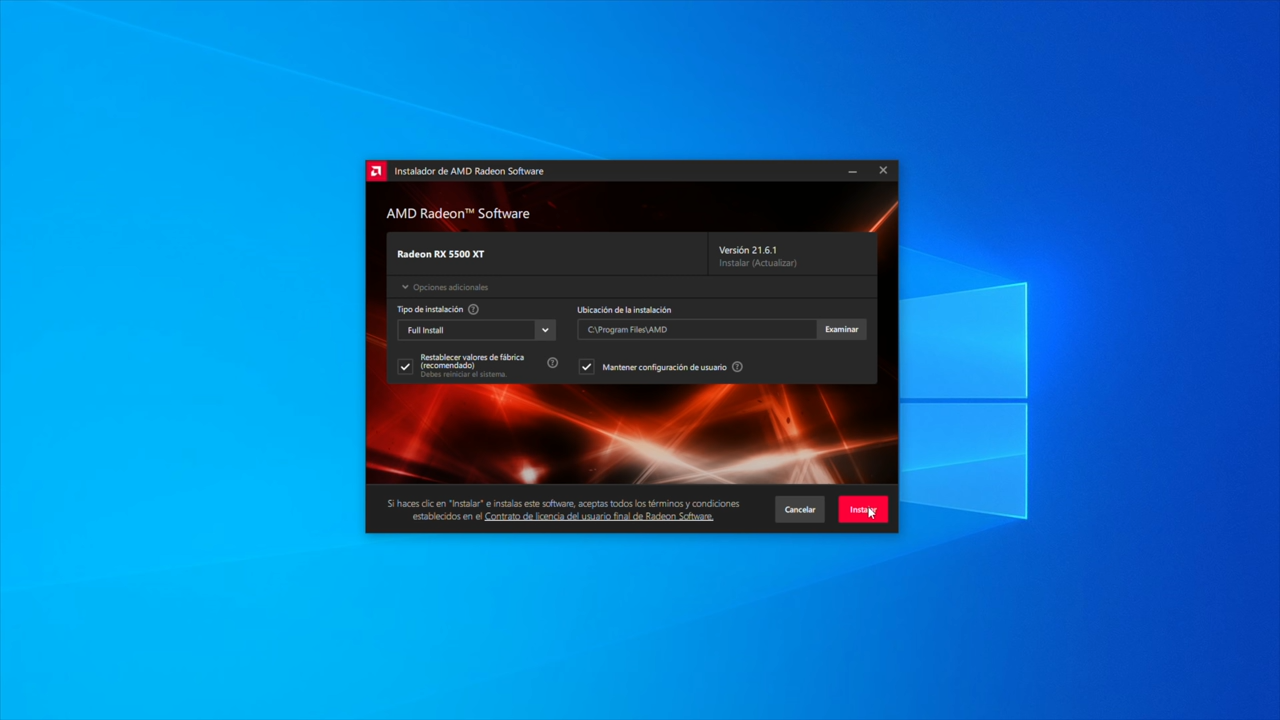 Instalador de AMD Radeon Software
AMD Radeon™ Software
Radeon RX 5500 XT
Versión 21.6.1
Instalar (Actualizar)
Opciones adicionales
Tipo de instalación
Ubicación de la instalación
Full Install
C:\Program Files\AMD
Examinar
Restablecer valores de fábrica
(recomendado)
Debes reiniciar el sistema.
Mantener configuración de usuario
Si haces clic en "Instalar" e instalas este software, aceptas todos los términos y condiciones
establecidos en el Contrato de licencia del usuario final de Radeon Software.
Cancelar
Instalar